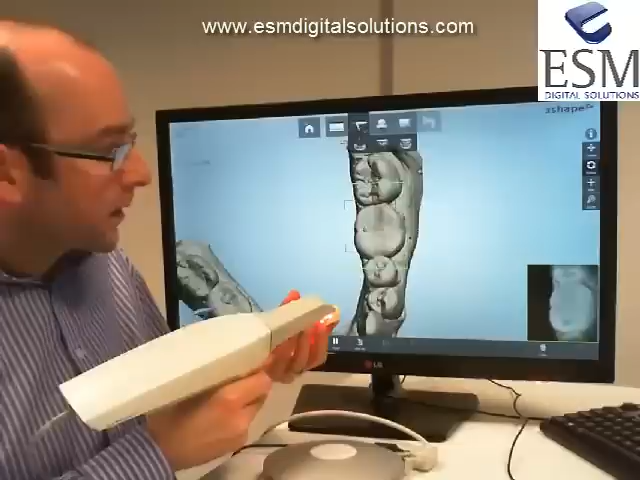 www.esmdigitalsolutions.com
ESM
DIGITAL SOLUTIONS
3shape
LG